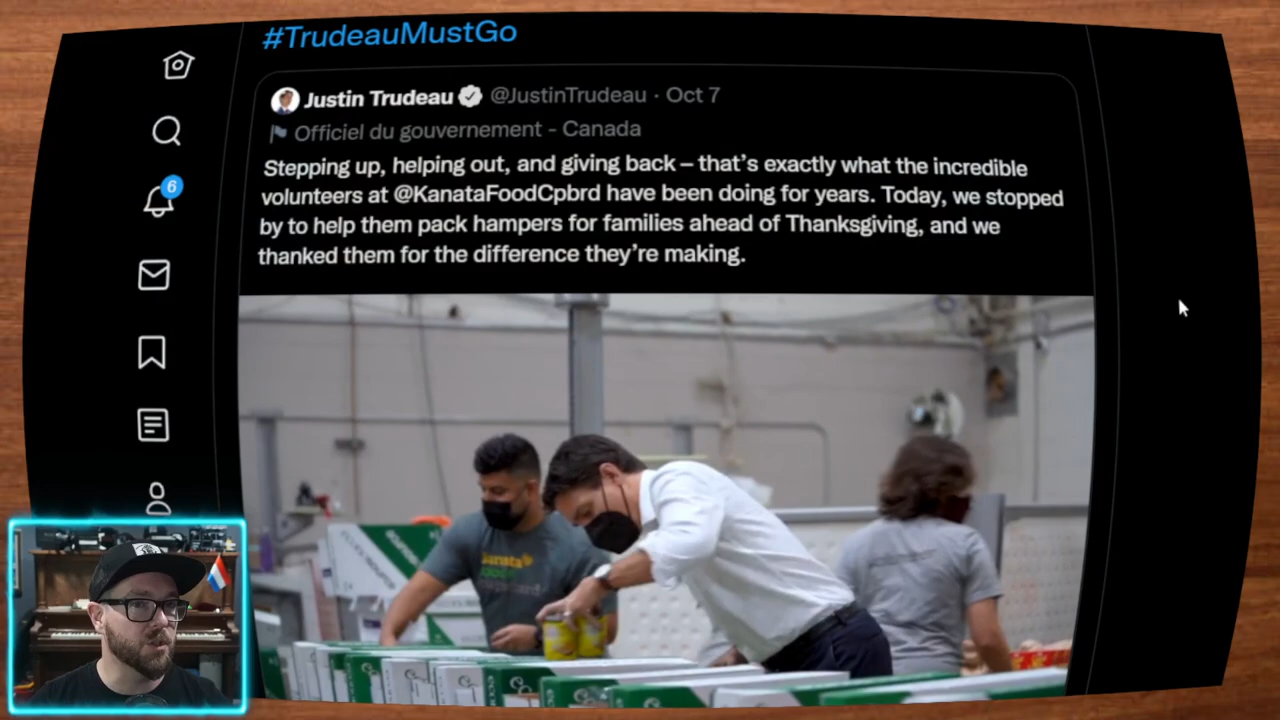 #TrudeauMustGo
Justin Trudeau @JustinTrudeau · Oct 7
Officiel du gouvernement - Canada
Stepping up, helping out, and giving back – that's exactly what the incredible
volunteers at @KanataFoodCpbrd have been doing for years. Today, we stopped
by to help them pack hampers for families ahead of Thanksgiving, and we
thanked them for the difference they're making.
6